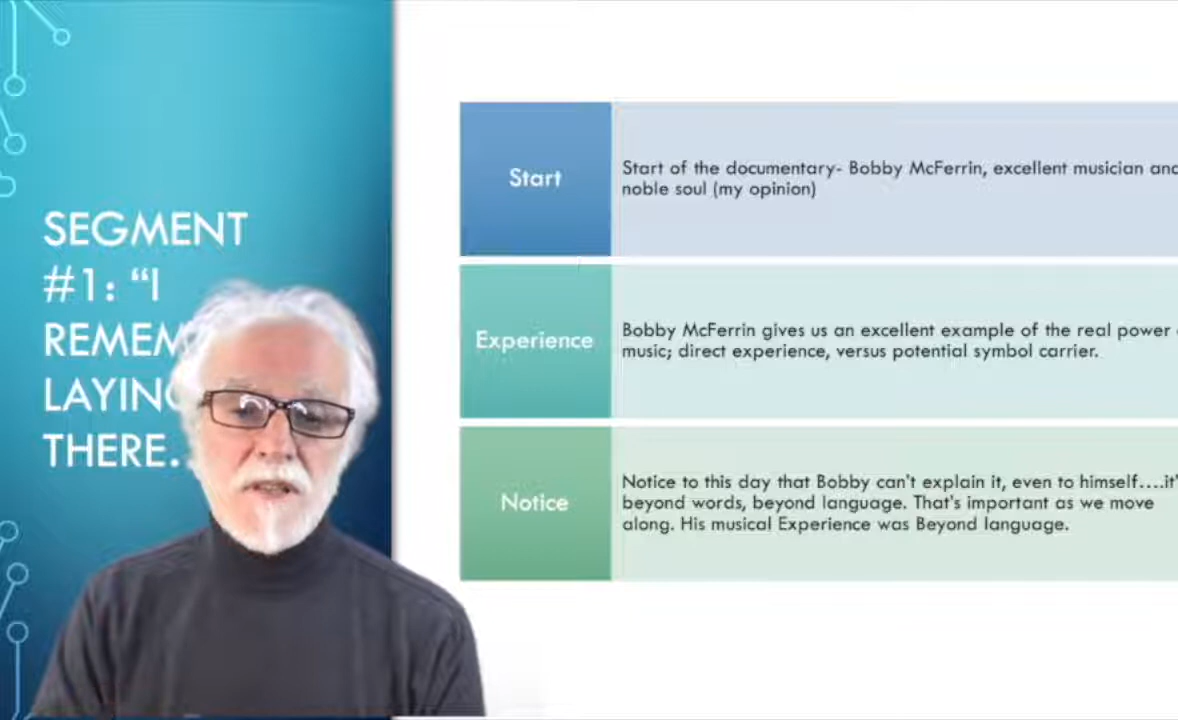 SEGMENT
#1: “I
REMEM
LAYING
THERE.
Start
Start of the documentary- Bobby McFerrin, excellent musician and
noble soul (my opinion)
Experience
Bobby McFerrin gives us an excellent example of the real power
music; direct experience, versus potential symbol carrier.
Notice
Notice to this day that Bobby can't explain it, even to himself....it'
beyond words, beyond language. That's important as we move
along. His musical Experience was Beyond language.